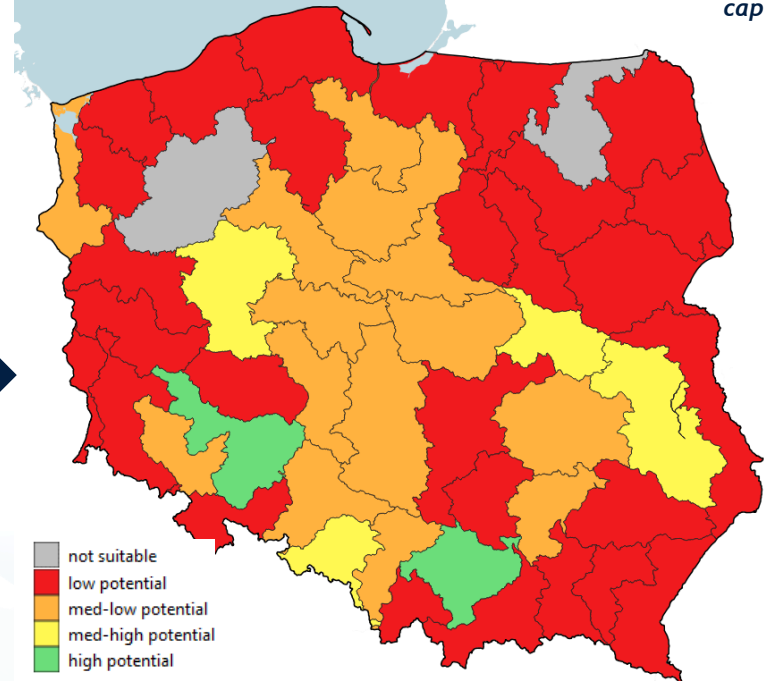 cap
not suitable
low potential
med-low potential
med-high potential
high potential